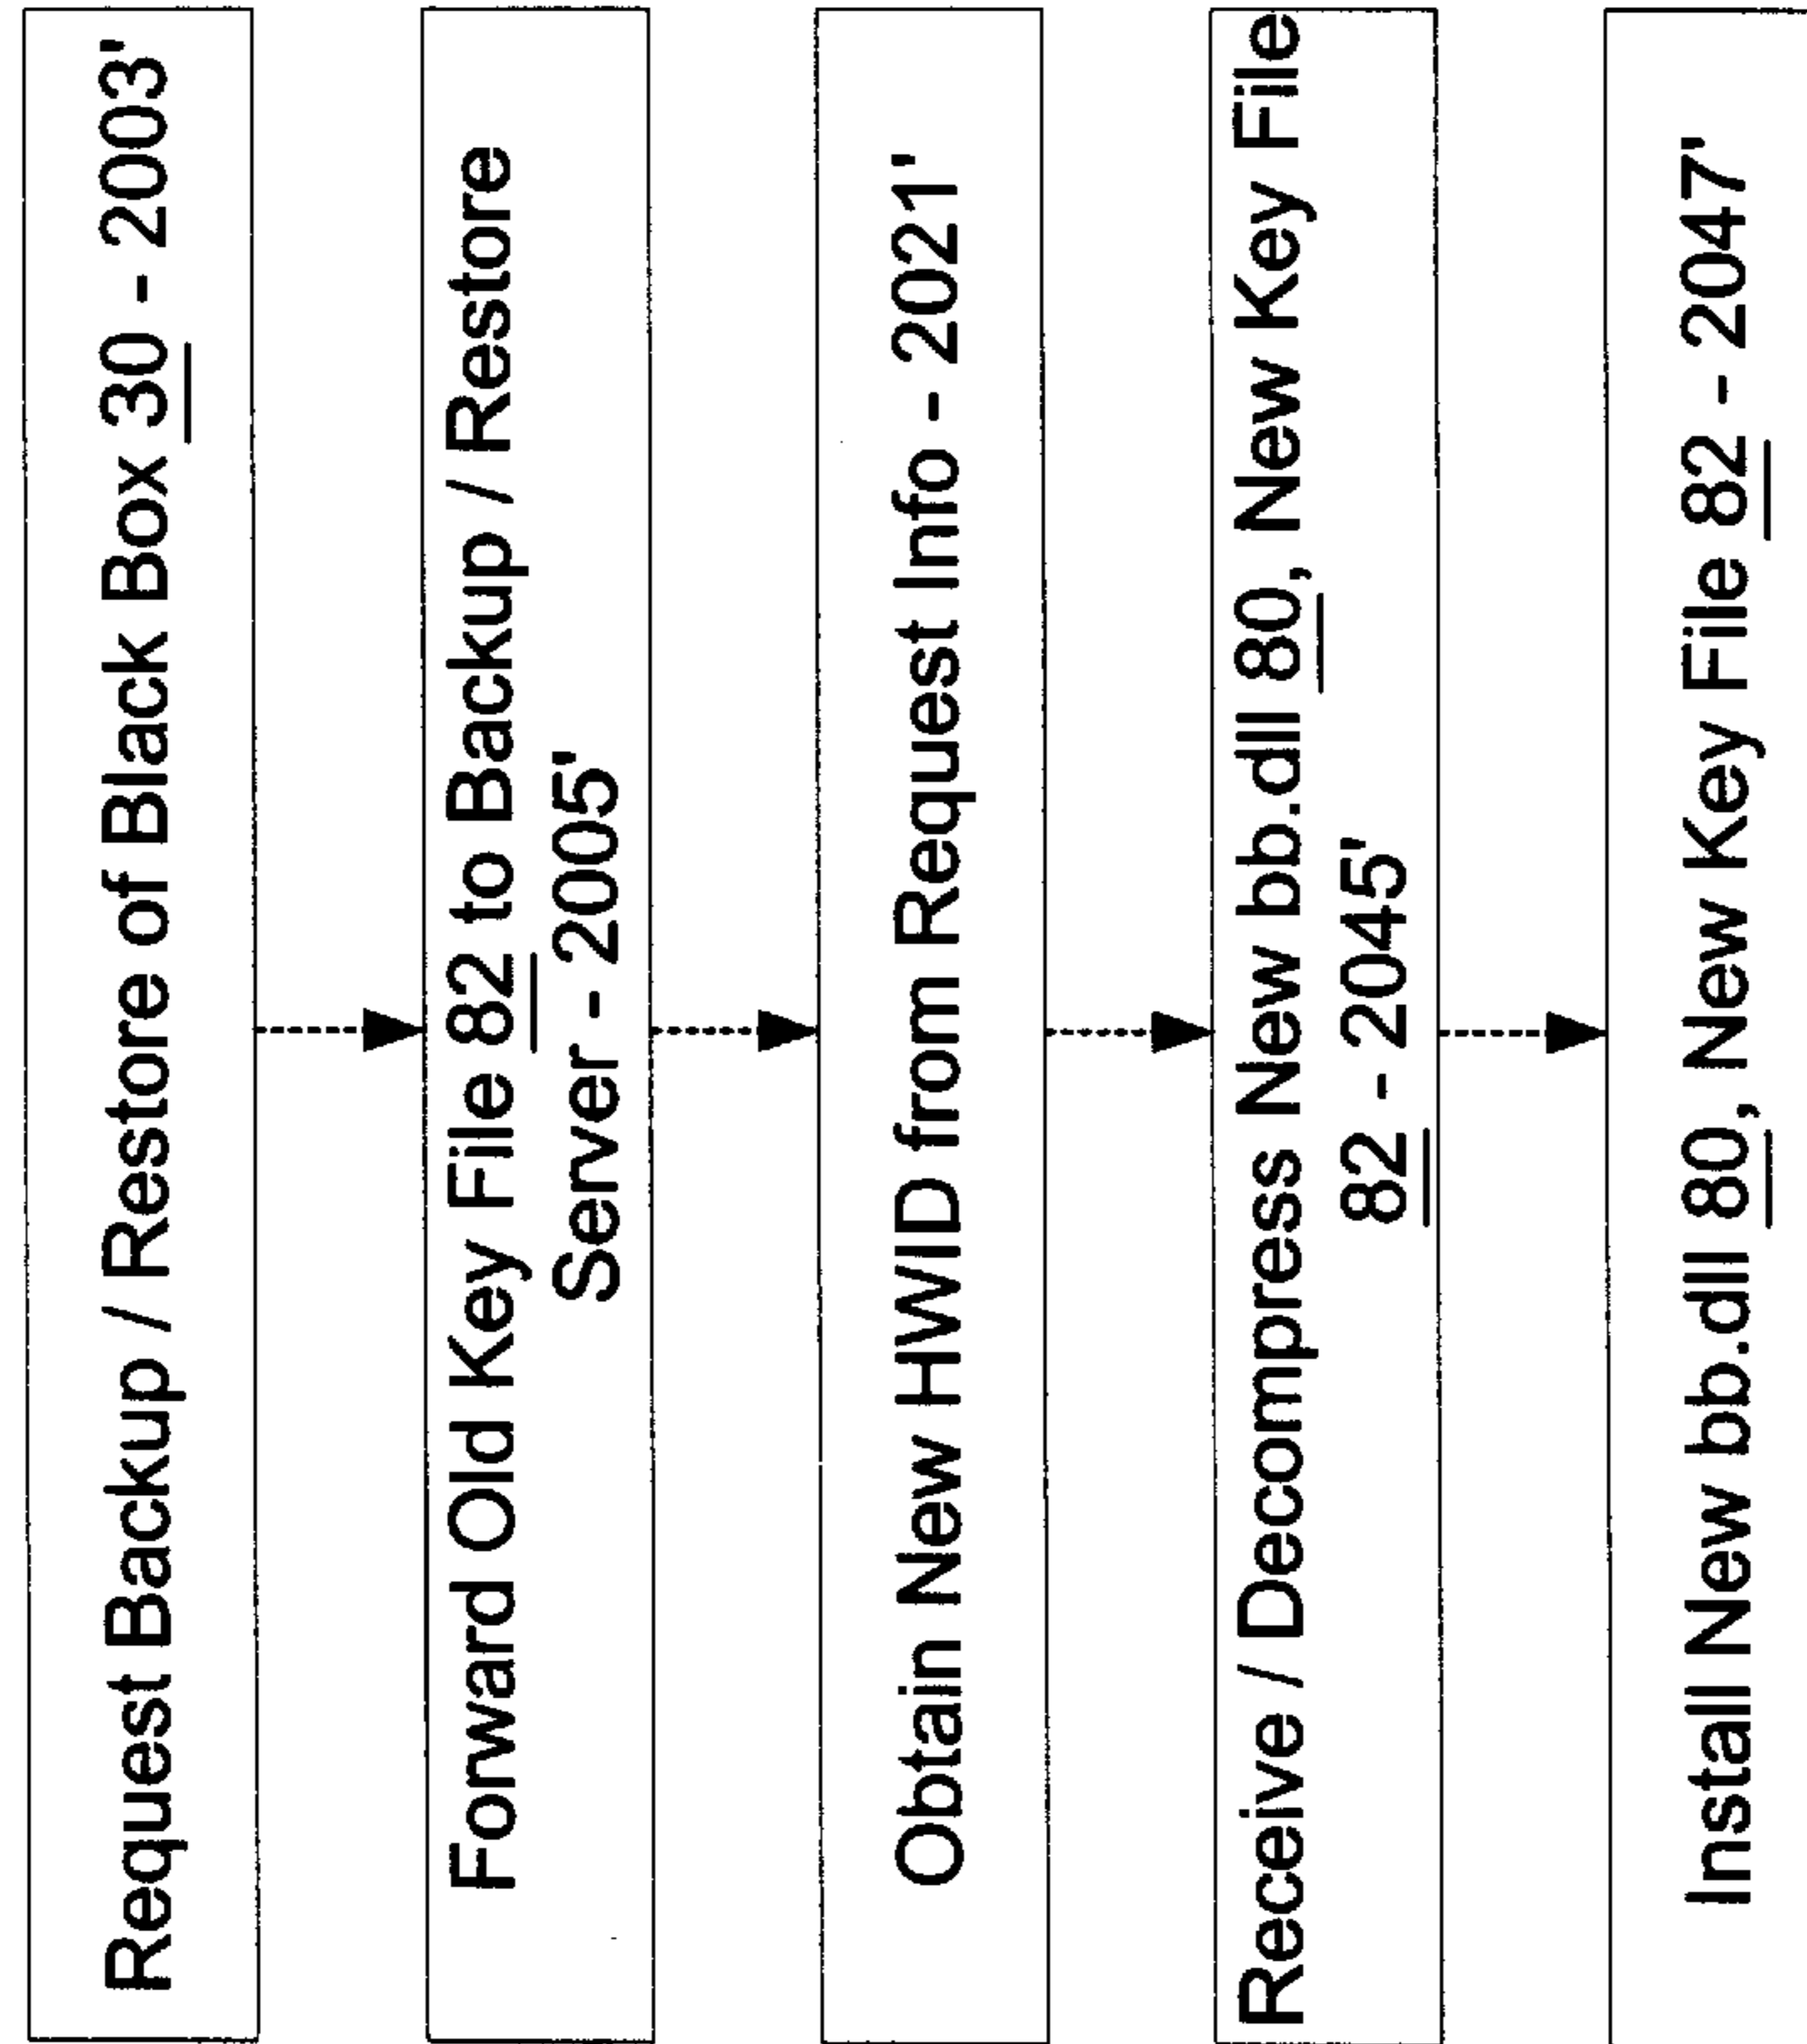 Request Backup / Restore of Black Box 30 - 2003'
Forward Old Key File 82 to Backup / Restore
Server - 2005'
Obtain New HWID from Request Info - 2021'
Receive / Decompress New bb.dll 80, New Key File
82 - 2045'
Install New bb.dll 80, New Key File 82 - 2047'